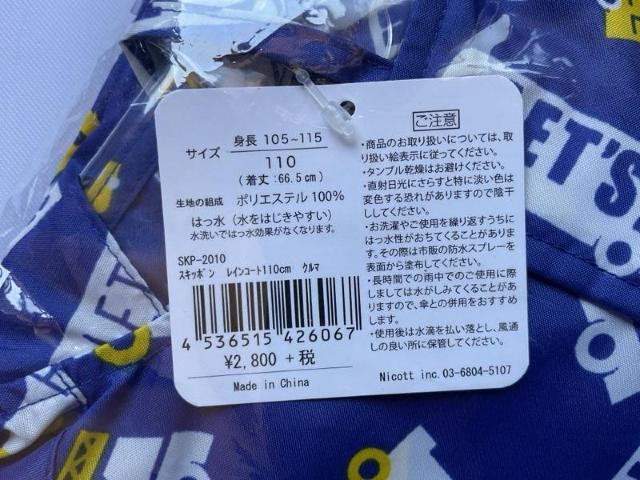 サイズ
身長 105~115
110
(着丈:66.5cm)
生地の組成 ポリエステル 100%
はっ水 (水をはじきやすい)
水洗いではっ水効果がなくなります。
SKP-2010
スキッポン レインコート110cm クルマ
4 536515 426067
¥2,800 +税
Made in China
ご注意
・商品のお取り扱いについては、取
り扱い絵表示に従ってください。
・タンブル乾燥はお避けください。
・直射日光にさらすと特に淡い色は
変色する恐れがありますので陰干
ししてください。
・お洗濯やご使用を繰り返すうちに
はっ水性がおちてくることがありま
す。その際は市販の防水スプレーを
表面から塗布してください。
・長時間での雨中でのご使用に際
しましては水がしみてくることがあ
りますので、傘との併用をおすすめ
します。
・使用後は水滴を払い落とし、風通
しの良い所に保管してください。
Nicott inc. 03-6804-5107
LET'S
LET